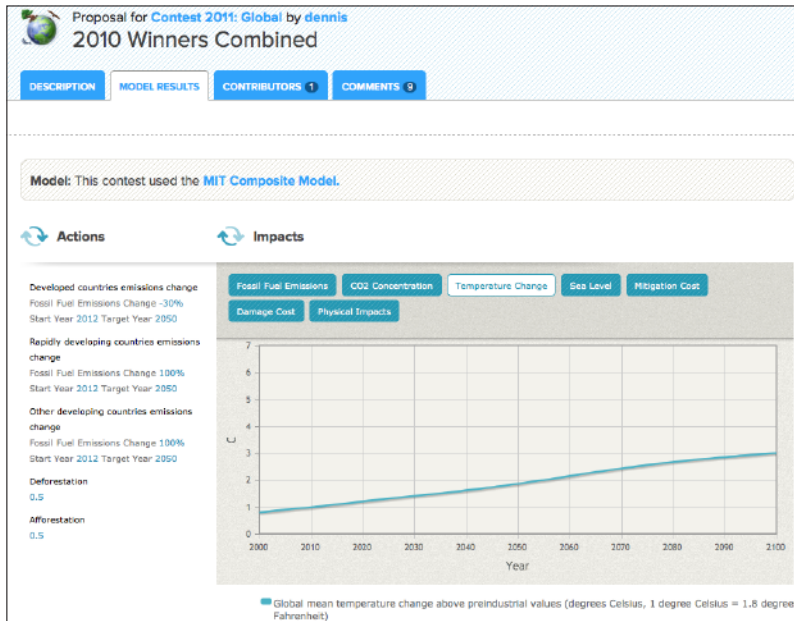 Proposal for Contest 2011: Global by dennis
2010 Winners Combined
DESCRIPTION MODEL RESULTS CONTRIBUTORS 1 COMMENTS 9
Model: This contest used the MIT Composite Model.
Actions Impacts
Developed countries emissions change
Fossil Fuel Emissions Change -30%
Start Year 2012 Target Year 2050
Rapidly developing countries emissions
change
Fossil Fuel Emissions Change 100%
Start Year 2012 Target Year 2050
Other developing countries emissions
change
Fossil Fuel Emissions Change 100%
Start Year 2012 Target Year 2050
Deforestation
0.5
Afforestation
0.5
Fossil Fuel Emissions CO2 Concentration Temperature Change Sea Level Mitigation Cost
Damage Cost Physical Impacts
7
6
5
4
3
2
1
0
C
2000 2010 2020 2030 2040 2050 2060 2070 2080 2090 2100
Year
Global mean temperature change above preindustrial values (degrees Celsius, 1 degree Celsius = 1.8 degree
Fahrenheit)